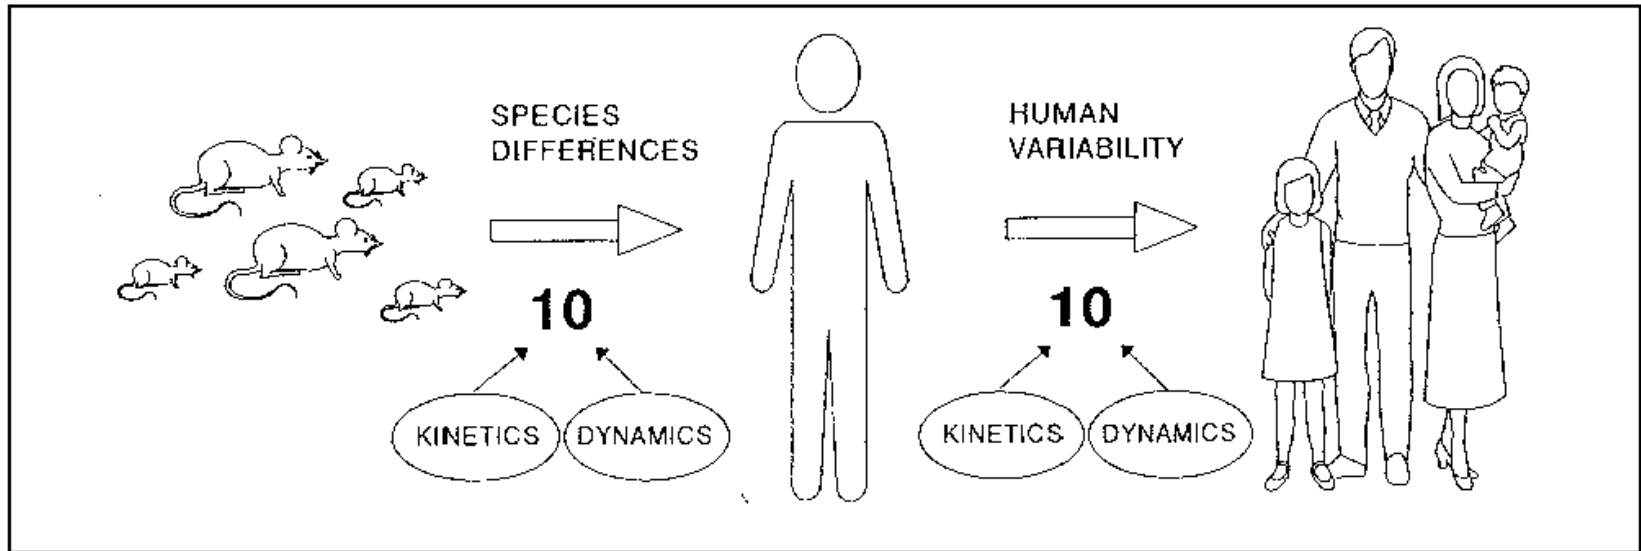 SPECIES
DIFFERENCES
10
KINETICS
DYNAMICS
HUMAN
VARIABILITY
10
KINETICS
DYNAMICS